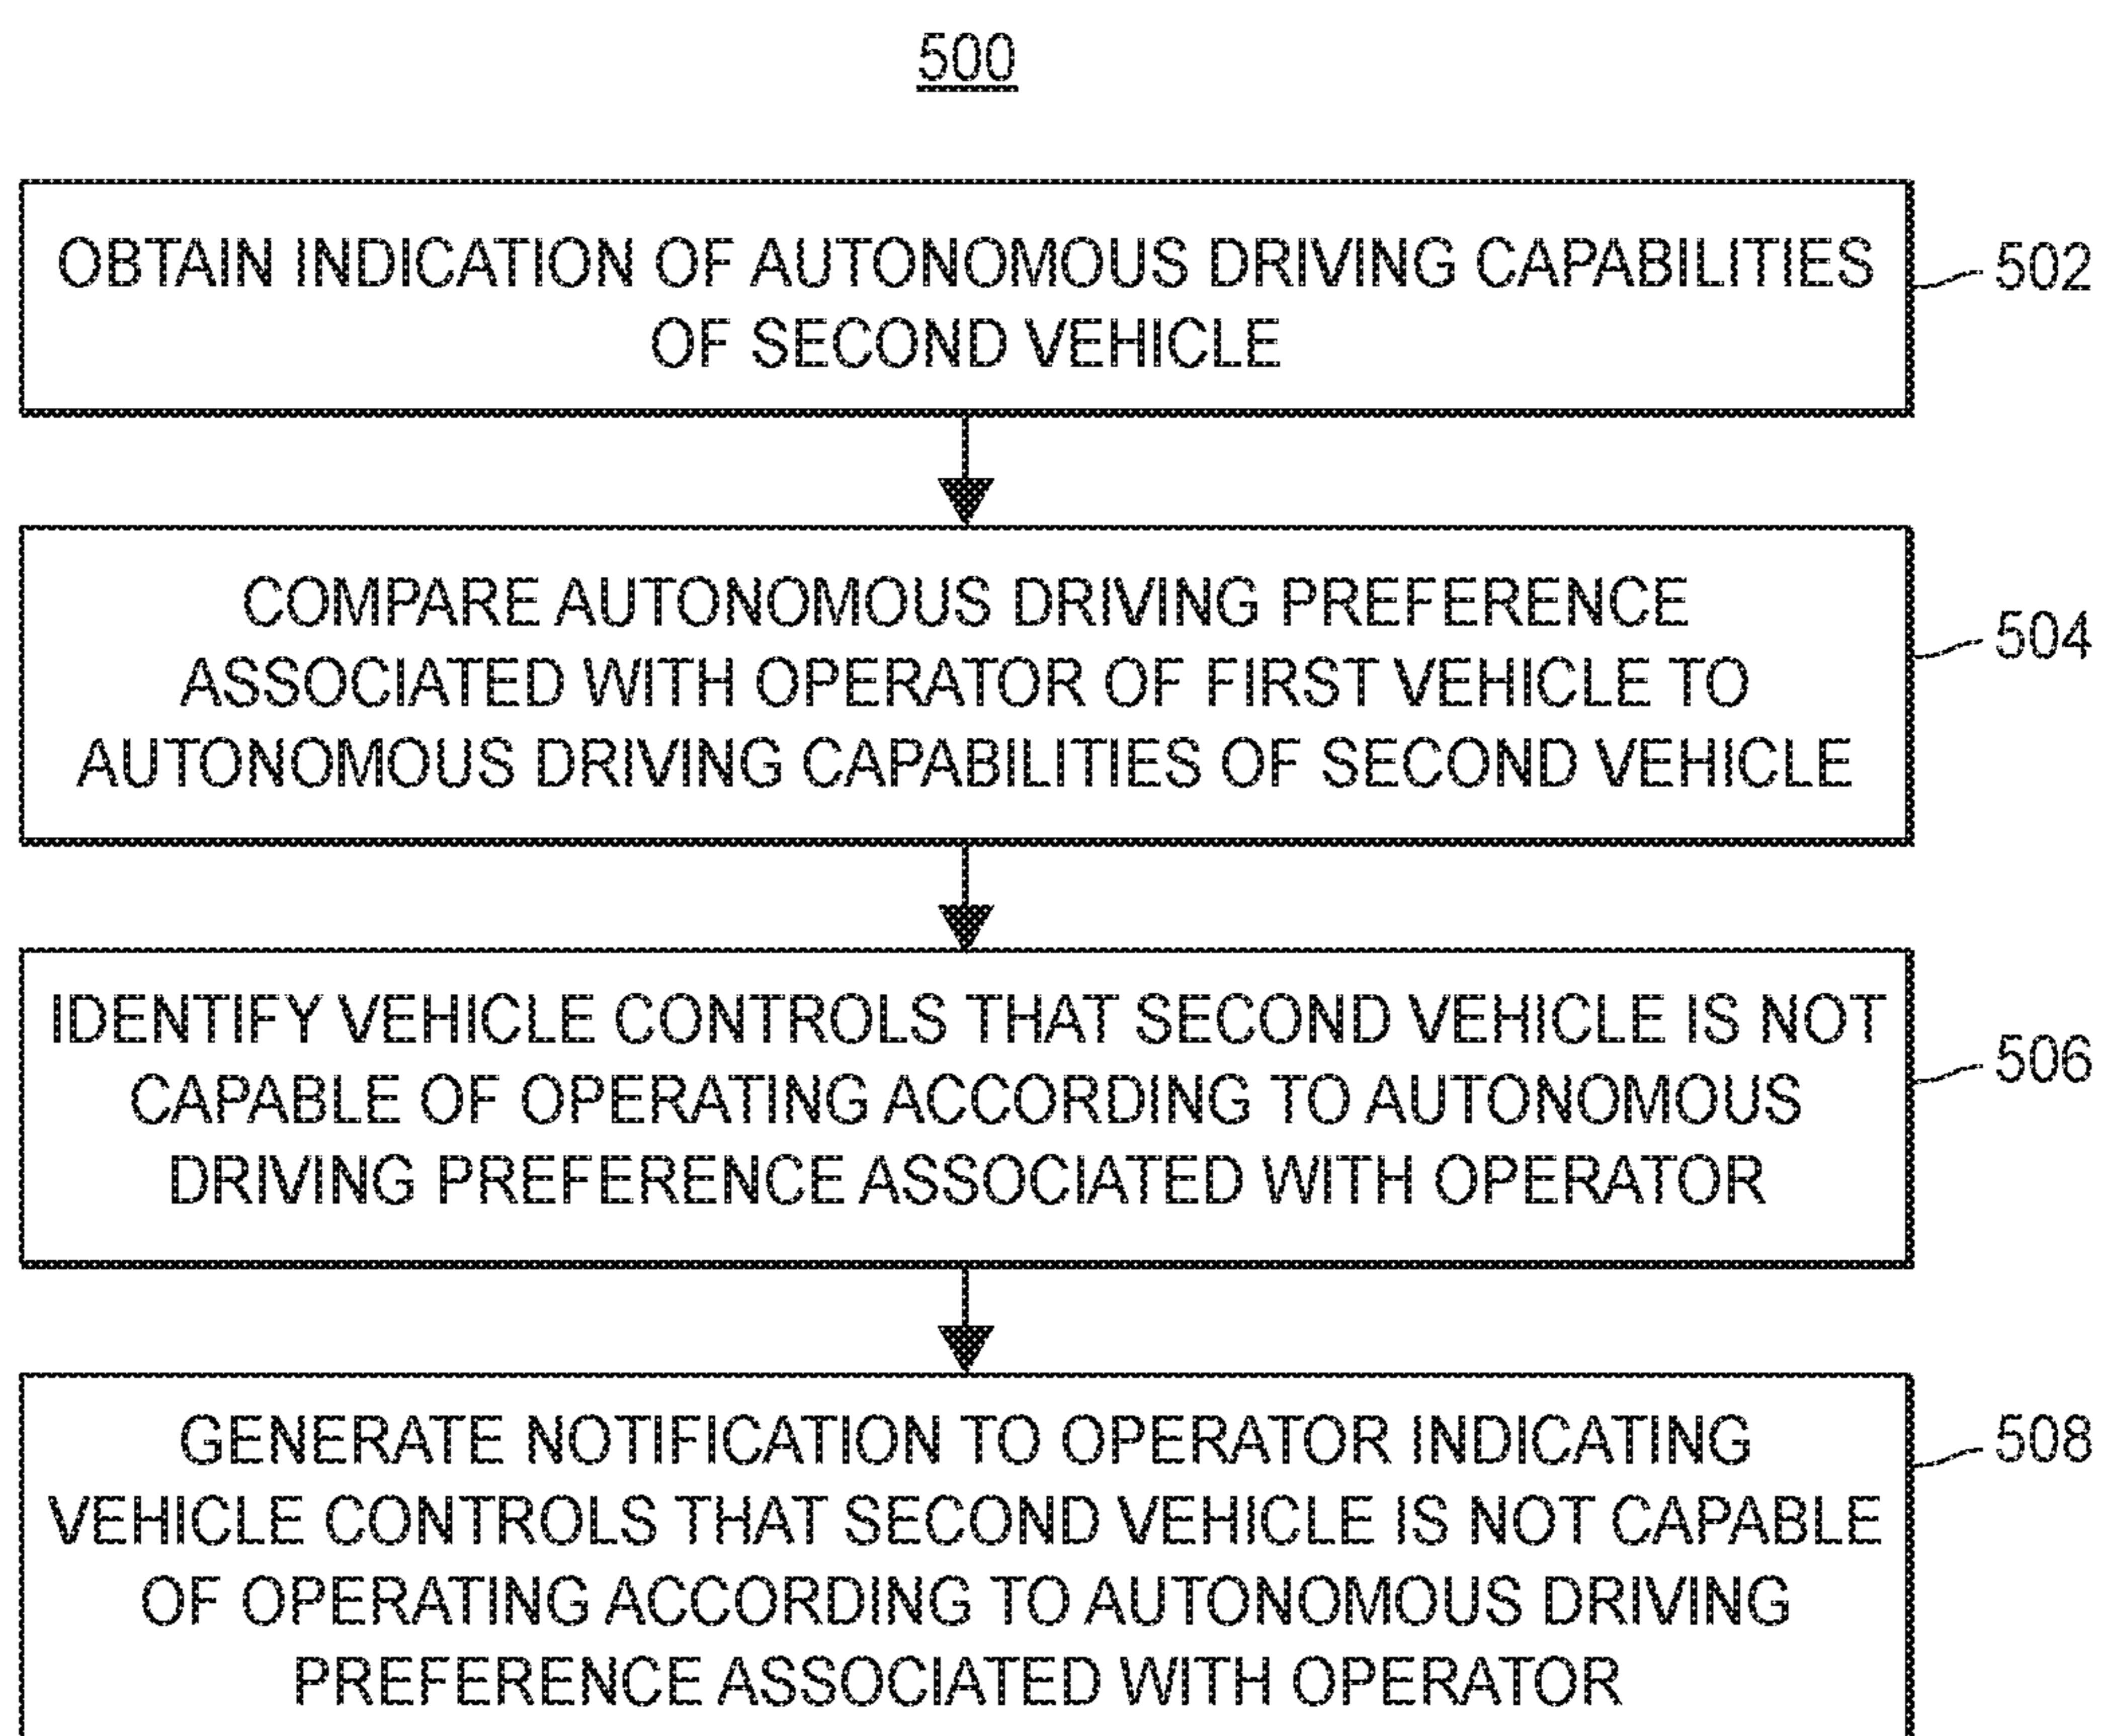 500
OBTAIN INDICATION OF AUTONOMOUS DRIVING CAPABILITIES
OF SECOND VEHICLE
502
COMPARE AUTONOMOUS DRIVING PREFERENCE
ASSOCIATED WITH OPERATOR OF FIRST VEHICLE TO
AUTONOMOUS DRIVING CAPABILITIES OF SECOND VEHICLE
504
IDENTIFY VEHICLE CONTROLS THAT SECOND VEHICLE IS NOT
CAPABLE OF OPERATING ACCORDING TO AUTONOMOUS
DRIVING PREFERENCE ASSOCIATED WITH OPERATOR
506
GENERATE NOTIFICATION TO OPERATOR INDICATING
VEHICLE CONTROLS THAT SECOND VEHICLE IS NOT CAPABLE
OF OPERATING ACCORDING TO AUTONOMOUS DRIVING
PREFERENCE ASSOCIATED WITH OPERATOR
508